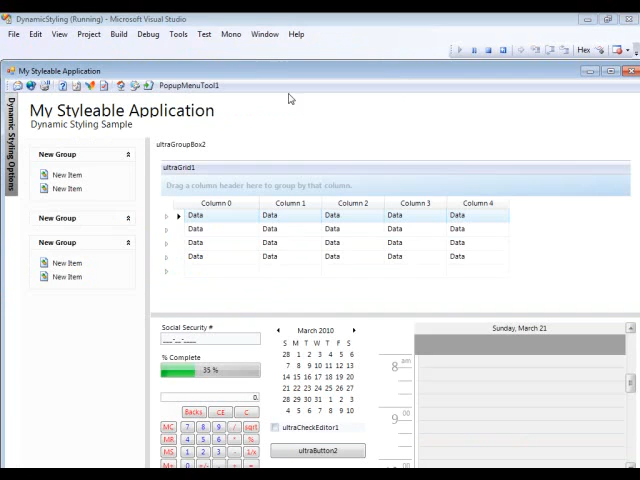 DynamicStyling (Running) - Microsoft Visual Studio
File Edit View Project Build Debug Tools Test Mono Window Help
Hex
My Styleable Application
PopupMenuTool1
Dynamic Styling Options
My Styleable Application
Dynamic Styling Sample
New Group
New Item
New Item
New Group
New Group
New Item
New Item
ultraGroupBox2
ultraGrid1
Drag a column header here to group by that column.
Column 0 Column 1 Column 2 Column 3 Column 4
Data Data Data Data Data
Data Data Data Data Data
Data Data Data Data Data
Data Data Data Data Data
Social Security #
___-__-____
% Complete
35 %
0.
Backs CE C
MC 7 8 9 / sqrt
MR 4 5 6 * %
MS 1 2 3 - 1/x
M+ 0 +/- . + =
March 2010
S M T W T F S
28 1 2 3 4 5 6
7 8 9 10 11 12 13
14 15 16 17 18 19 20
21 22 23 24 25 26 27
28 29 30 31 1 2 3
4 5 6 7 8 9 10
ultraCheckEditor1
ultraButton2
Sunday, March 21
8 am
9 00